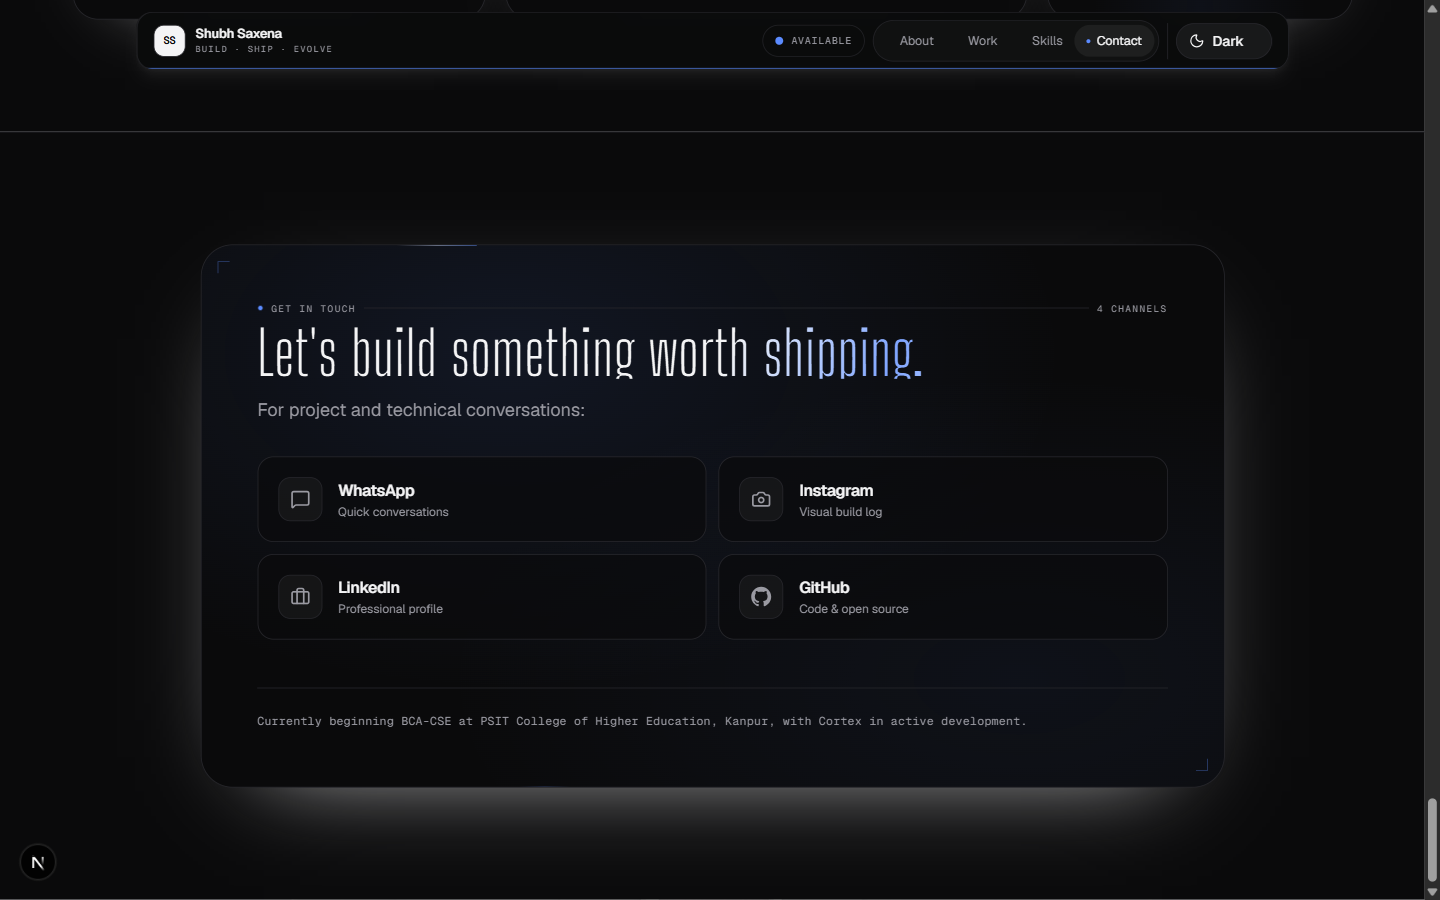 SS
Shubh Saxena
BUILD · SHIP · EVOLVE
AVAILABLE
About
Work
Skills
Contact
Dark
GET IN TOUCH
4 CHANNELS
Let's build something worth shipping.
For project and technical conversations:
WhatsApp
Quick conversations
Instagram
Visual build log
LinkedIn
Professional profile
GitHub
Code & open source
Currently beginning BCA-CSE at PSIT College of Higher Education, Kanpur, with Cortex in active development.
N